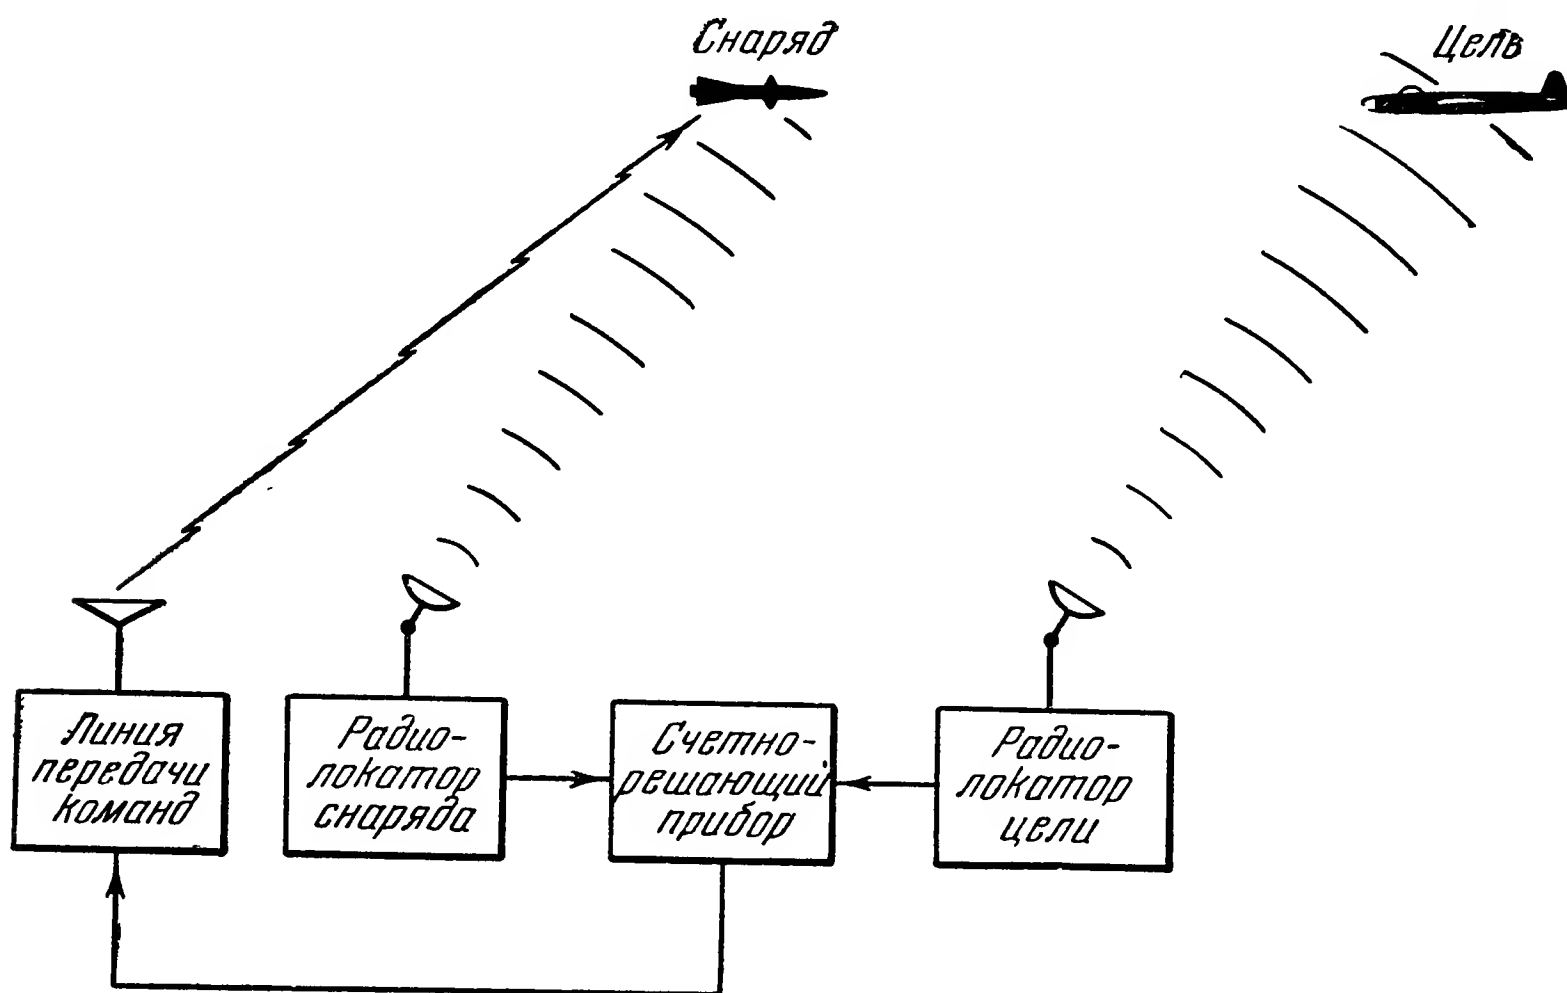 Снаряд
Цель
Линия
передачи
команд
Радио-
локатор
снаряда
Счетно-
решающий
прибор
Радио-
локатор
цели